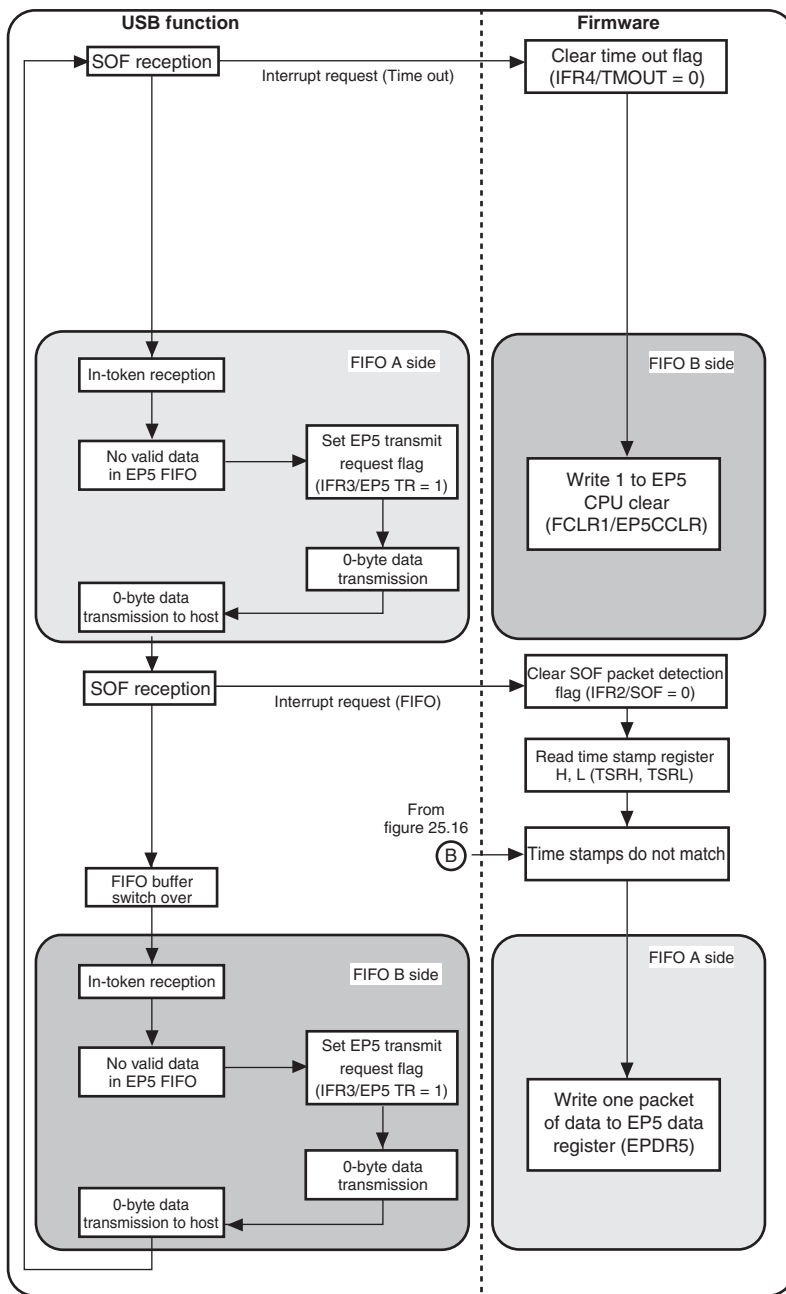 USB function
Firmware
SOF reception
Interrupt request (Time out)
Clear time out flag
(IFR4/TMOUT = 0)
FIFO A side
In-token reception
No valid data
in EP5 FIFO
Set EP5 transmit
request flag
(IFR3/EP5 TR = 1)
0-byte data
transmission
0-byte data
transmission to host
FIFO B side
Write 1 to EP5
CPU clear
(FCLR1/EP5CCLR)
SOF reception
Interrupt request (FIFO)
Clear SOF packet detection
flag (IFR2/SOF = 0)
Read time stamp register
H, L (TSRH, TSRL)
From
figure 25.16
B
Time stamps do not match
FIFO buffer
switch over
FIFO B side
In-token reception
No valid data
in EP5 FIFO
Set EP5 transmit
request flag
(IFR3/EP5 TR = 1)
0-byte data
transmission
0-byte data
transmission to host
FIFO A side
Write one packet
of data to EP5 data
register (EPDR5)